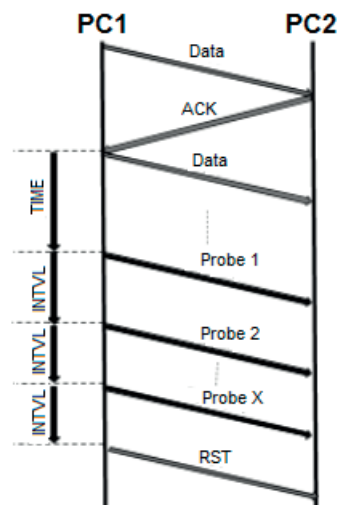 PC1 PC2
Data
ACK
Data
TIME
Probe 1
INTVL
Probe 2
INTVL
Probe X
INTVL
RST